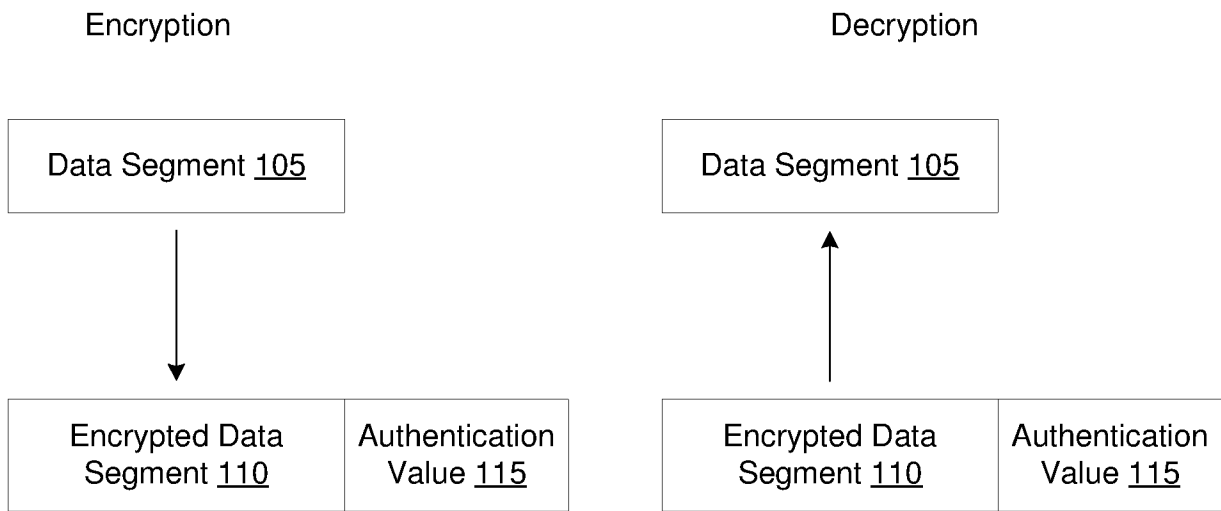 Encryption
Decryption
Data Segment 105
Data Segment 105
Encrypted Data
Segment 110
Authentication
Value 115
Encrypted Data
Segment 110
Authentication
Value 115